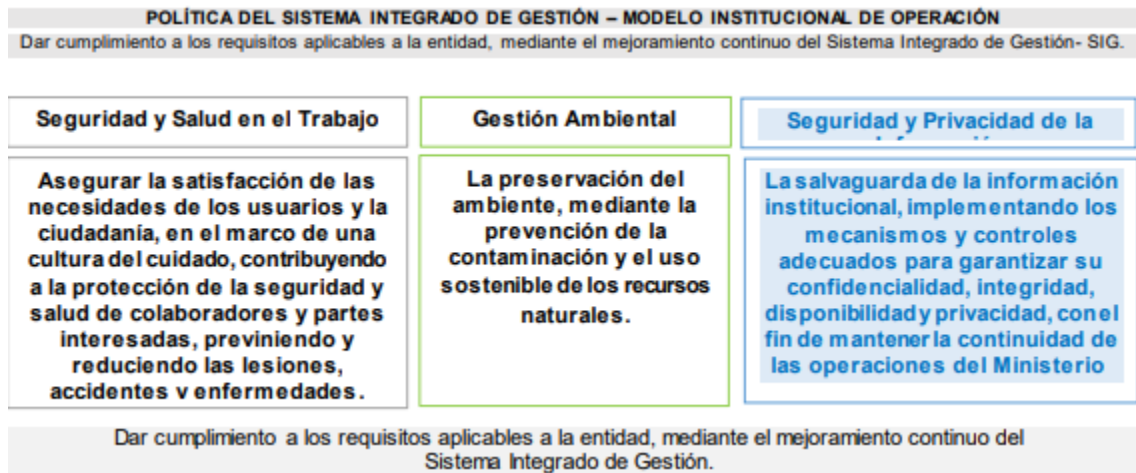 POLÍTICA DEL SISTEMA INTEGRADO DE GESTIÓN – MODELO INSTITUCIONAL DE OPERACIÓN
Dar cumplimiento a los requisitos aplicables a la entidad, mediante el mejoramiento continuo del Sistema Integrado de Gestión- SIG.
Seguridad y Salud en el Trabajo
Asegurar la satisfacción de las
necesidades de los usuarios y la
ciudadanía, en el marco de una
cultura del cuidado, contribuyendo
a la protección de la seguridad y
salud de colaboradores y partes
interesadas, previniendo y
reduciendo las lesiones,
accidentes y enfermedades.
Gestión Ambiental
La preservación del
ambiente, mediante la
prevención de la
contaminación y el uso
sostenible de los recursos
naturales.
Seguridad y Privacidad de la
La salvaguarda de la información
institucional, implementando los
mecanismos y controles
adecuados para garantizar su
confidencialidad, integridad,
disponibilidad y privacidad, con el
fin de mantener la continuidad de
las operaciones del Ministerio
Dar cumplimiento a los requisitos aplicables a la entidad, mediante el mejoramiento continuo del
Sistema Integrado de Gestión.